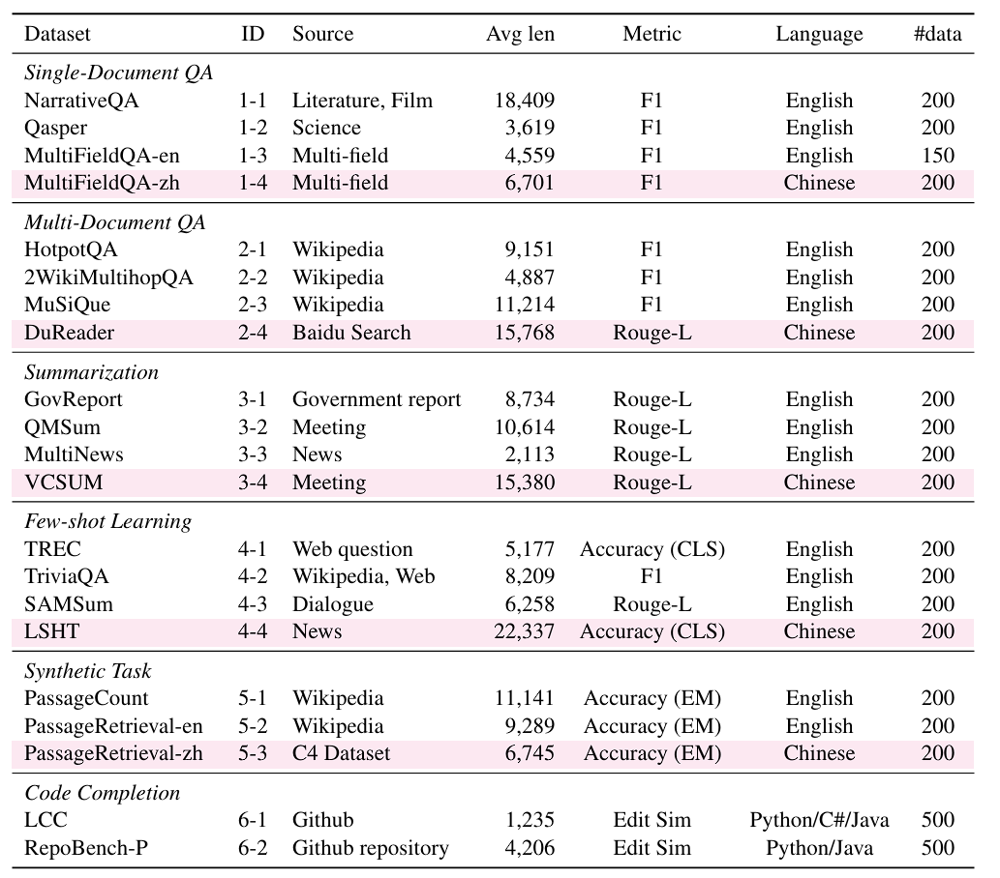 Dataset ID Source Avg len Metric Language #data
Single-Document QA
NarrativeQA 1-1 Literature, Film 18,409 F1 English 200
Qasper 1-2 Science 3,619 F1 English 200
MultiFieldQA-en 1-3 Multi-field 4,559 F1 English 150
MultiFieldQA-zh 1-4 Multi-field 6,701 F1 Chinese 200
Multi-Document QA
HotpotQA 2-1 Wikipedia 9,151 F1 English 200
2WikiMultihopQA 2-2 Wikipedia 4,887 F1 English 200
MuSiQue 2-3 Wikipedia 11,214 F1 English 200
DuReader 2-4 Baidu Search 15,768 Rouge-L Chinese 200
Summarization
GovReport 3-1 Government report 8,734 Rouge-L English 200
QMSum 3-2 Meeting 10,614 Rouge-L English 200
MultiNews 3-3 News 2,113 Rouge-L English 200
VCSUM 3-4 Meeting 15,380 Rouge-L Chinese 200
Few-shot Learning
TREC 4-1 Web question 5,177 Accuracy (CLS) English 200
TriviaQA 4-2 Wikipedia, Web 8,209 F1 English 200
SAMSum 4-3 Dialogue 6,258 Rouge-L English 200
LSHT 4-4 News 22,337 Accuracy (CLS) Chinese 200
Synthetic Task
PassageCount 5-1 Wikipedia 11,141 Accuracy (EM) English 200
PassageRetrieval-en 5-2 Wikipedia 9,289 Accuracy (EM) English 200
PassageRetrieval-zh 5-3 C4 Dataset 6,745 Accuracy (EM) Chinese 200
Code Completion
LCC 6-1 Github 1,235 Edit Sim Python/C#/Java 500
RepoBench-P 6-2 Github repository 4,206 Edit Sim Python/Java 500